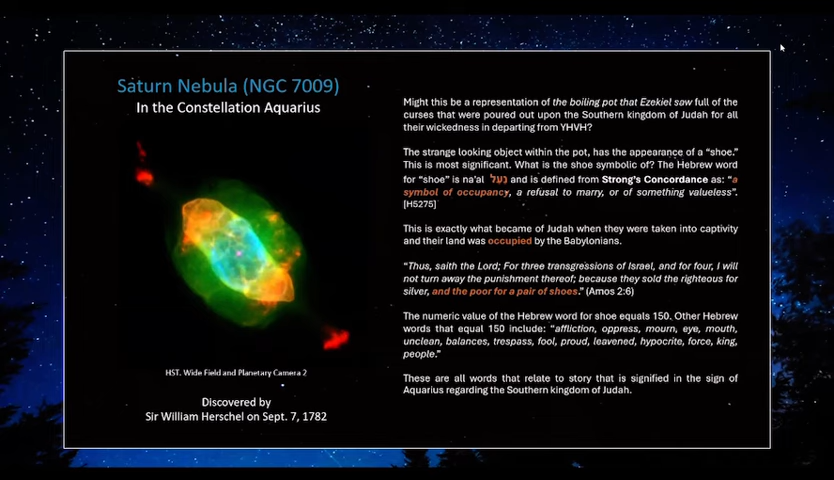 Saturn Nebula (NGC 7009)
In the Constellation Aquarius
HST. Wide Field and Planetary Camera 2
Discovered by
Sir William Herschel on Sept. 7, 1782
Might this be a representation of the boiling pot that Ezekiel saw full of the
curses that were poured out upon the Southern kingdom of Judah for all
their wickedness in departing from YHVH?
The strange looking object within the pot, has the appearance of a “shoe.”
This is most significant. What is the shoe symbolic of? The Hebrew word
for “shoe” is na'al נעל and is defined from Strong's Concordance as: “a
symbol of occupancy, a refusal to marry, or of something valueless”.
[H5275]
This is exactly what became of Judah when they were taken into captivity
and their land was occupied by the Babylonians.
“Thus, saith the Lord; For three transgressions of Israel, and for four, I will
not turn away the punishment thereof; because they sold the righteous for
silver, and the poor for a pair of shoes.” (Amos 2:6)
The numeric value of the Hebrew word for shoe equals 150. Other Hebrew
words that equal 150 include: “affliction, oppress, mourn, eye, mouth,
unclean, balances, trespass, fool, proud, leavened, hypocrite, force, king,
people.”
These are all words that relate to story that is signified in the sign of
Aquarius regarding the Southern kingdom of Judah.